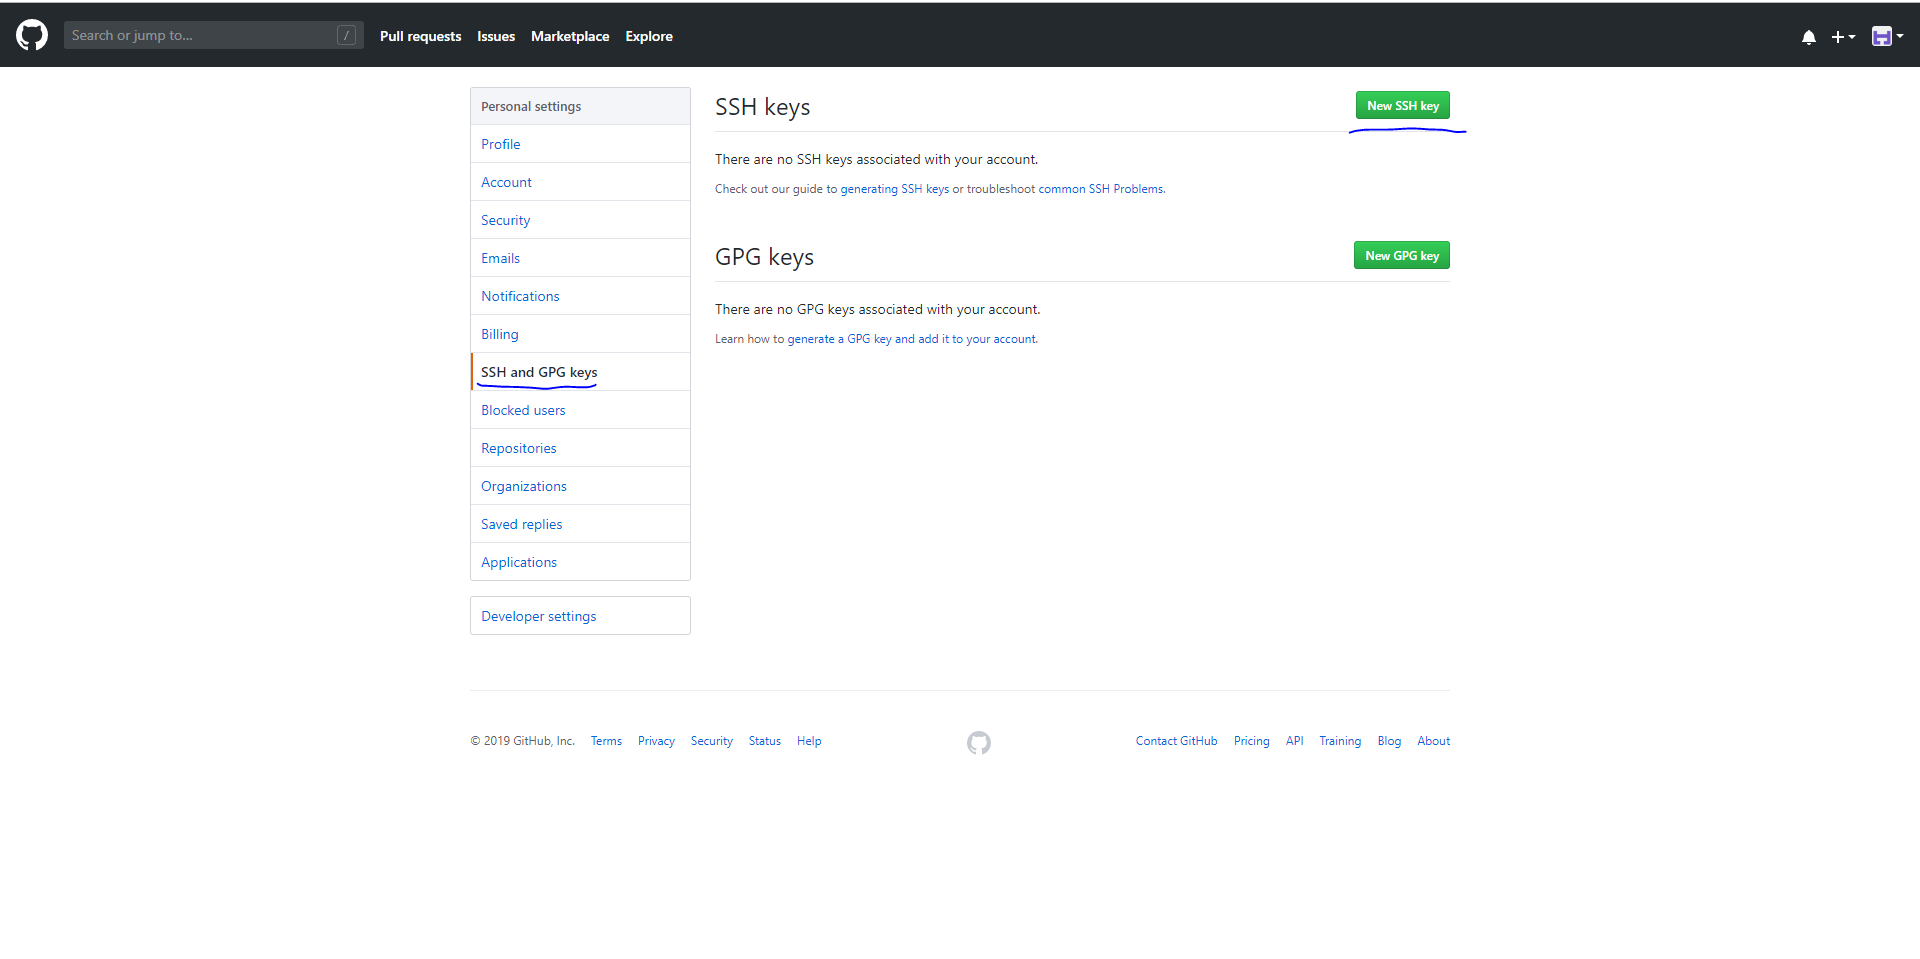 Search or jump to... /
Pull requests Issues Marketplace Explore
Personal settings
Profile
Account
Security
Emails
Notifications
Billing
SSH and GPG keys
Blocked users
Repositories
Organizations
Saved replies
Applications
Developer settings
SSH keys
New SSH key
There are no SSH keys associated with your account.
Check out our guide to generating SSH keys or troubleshoot common SSH Problems.
GPG keys
New GPG key
There are no GPG keys associated with your account.
Learn how to generate a GPG key and add it to your account.
© 2019 GitHub, Inc. Terms Privacy Security Status Help
Contact GitHub Pricing API Training Blog About